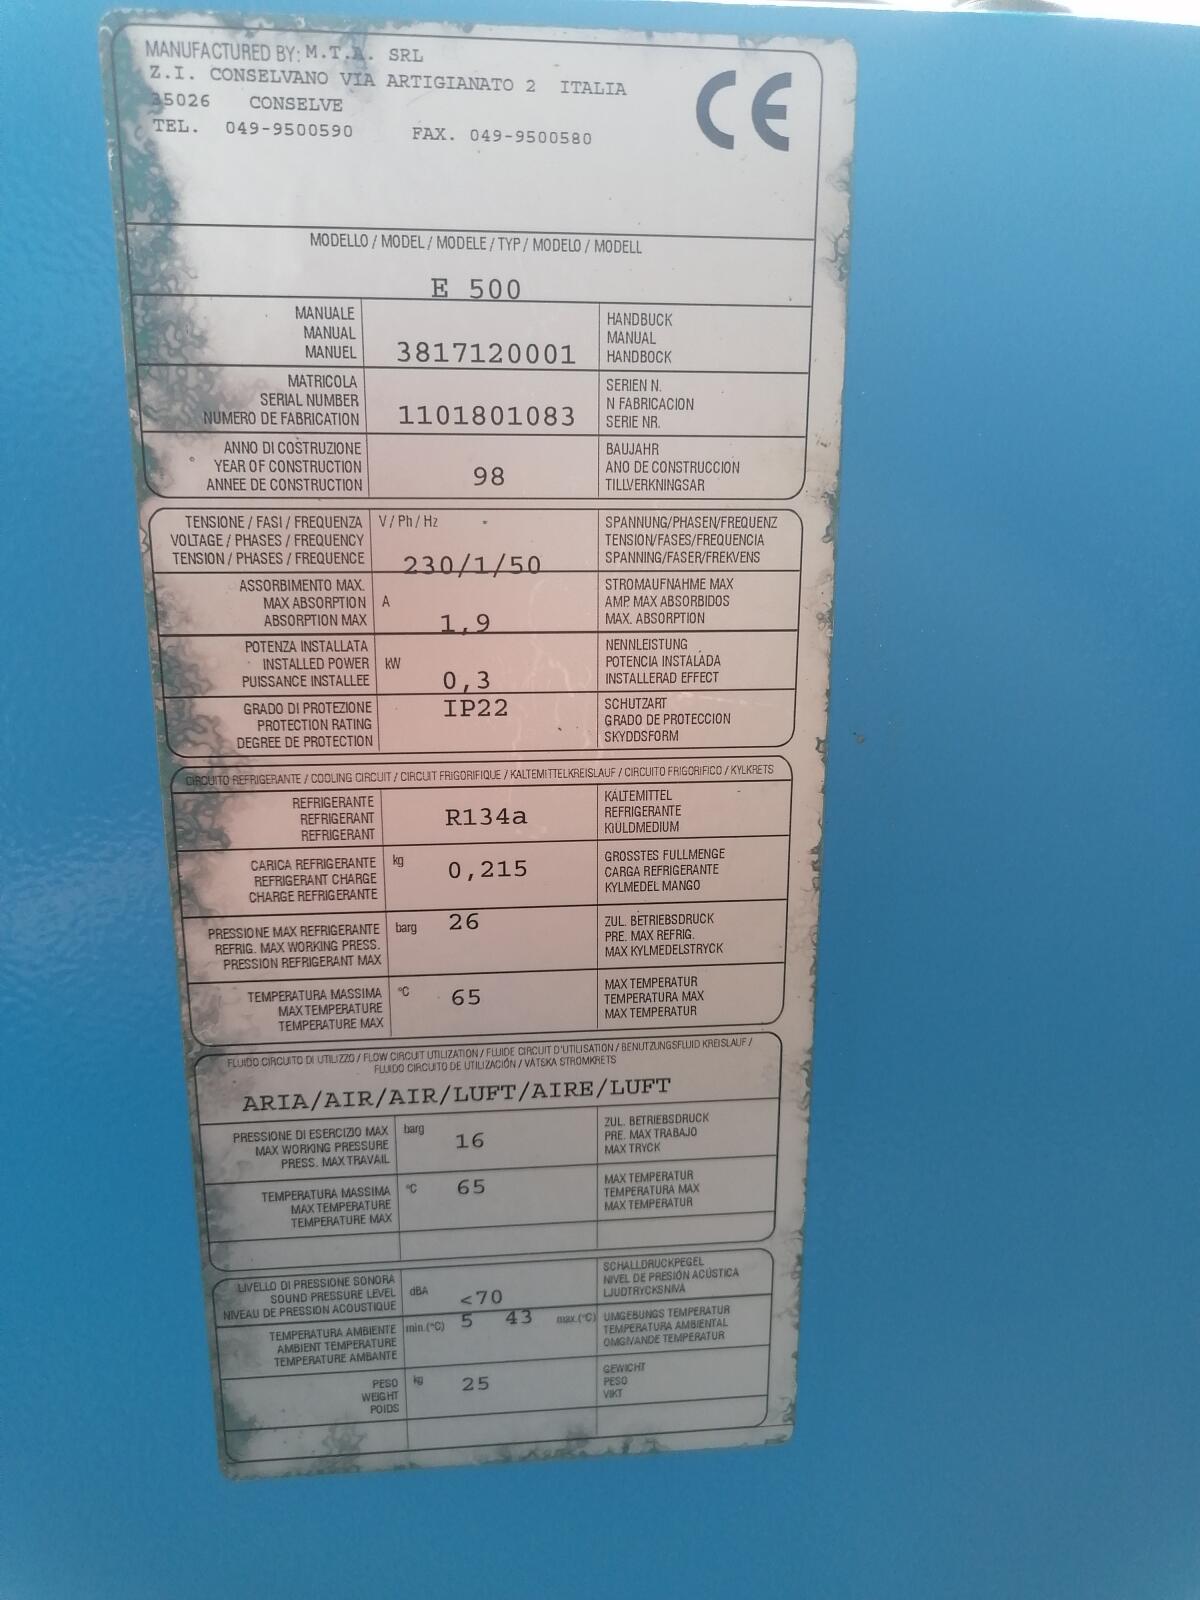 MANUFACTURED BY: M.T.A. SRL
Z.I. CONSELVANO VIA ARTIGIANATO 2 ITALIA
35026 CONSELVE
TEL. 049-9500590 FAX. 049-9500580
CE
MODELLO / MODEL / MODELE / TYP / MODELO / MODELL
E 500
MANUALE
MANUAL
MANUEL
3817120001
HANDBUCK
MANUAL
HANDBOCK
MATRICOLA
SERIAL NUMBER
NUMERO DE FABRICATION
1101801083
SERIEN N.
N FABRICACION
SERIE NR.
ANNO DI COSTRUZIONE
YEAR OF CONSTRUCTION
ANNEE DE CONSTRUCTION
98
BAUJAHR
ANO DE CONSTRUCCION
TILLVERKNINGSAR
TENSIONE / FASI / FREQUENZA
VOLTAGE / PHASES / FREQUENCY
TENSION / PHASES / FREQUENCE
V / Ph / Hz
230/1/50
SPANNUNG/PHASEN/FREQUENZ
TENSION/FASES/FREQUENCIA
SPANNING/FASER/FREKVENS
ASSORBIMENTO MAX.
MAX ABSORPTION
ABSORPTION MAX
A
1,9
STROMAUFNAHME MAX
AMP. MAX ABSORBIDOS
MAX. ABSORPTION
POTENZA INSTALLATA
INSTALLED POWER
PUISSANCE INSTALLEE
kW
0,3
NENNLEISTUNG
POTENCIA INSTALADA
INSTALLERAD EFFECT
GRADO DI PROTEZIONE
PROTECTION RATING
DEGREE DE PROTECTION
IP22
SCHUTZART
GRADO DE PROTECCION
SKYDDSFORM
CIRCUITO REFRIGERANTE / COOLING CIRCUIT / CIRCUIT FRIGORIFIQUE / KALTEMITTELKREISLAUF / CIRCUITO FRIGORIFICO / KYLKRETS
REFRIGERANTE
REFRIGERANT
REFRIGERANT
R134a
KÄLTEMITTEL
REFRIGERANTE
KIULDMEDIUM
CARICA REFRIGERANTE
REFRIGERANT CHARGE
CHARGE REFRIGERANTE
kg
0,215
GROSSTES FULLMENGE
CARGA REFRIGERANTE
KYLMEDEL MANGO
PRESSIONE MAX REFRIGERANTE
REFRIG. MAX WORKING PRESS.
PRESSION REFRIGERANT MAX
barg
26
ZUL. BETRIEBSDRUCK
PRE. MAX REFRIG.
MAX KYLMEDELSTRYCK
TEMPERATURA MASSIMA
MAX TEMPERATURE
TEMPERATURE MAX
°C
65
MAX TEMPERATUR
TEMPERATURA MAX
MAX TEMPERATUR
FLUIDO CIRCUITO DI UTILIZZO / FLOW CIRCUIT UTILIZATION / FLUIDE CIRCUIT D'UTILISATION / BENUTZUNGSFLUID KREISLAUF /
FLUIDO CIRCUITO DE UTILIZACIÓN / VÄTSKA STROMKRETS
ARIA/AIR/AIR/LUFT/AIRE/LUFT
PRESSIONE DI ESERCIZIO MAX
MAX WORKING PRESSURE
PRESS. MAX TRAVAIL
barg
16
ZUL. BETRIEBSDRUCK
PRE. MAX TRABAJO
MAX TRYCK
TEMPERATURA MASSIMA
MAX TEMPERATURE
TEMPERATURE MAX
°C
65
MAX TEMPERATUR
TEMPERATURA MAX
MAX TEMPERATUR
LIVELLO DI PRESSIONE SONORA
SOUND PRESSURE LEVEL
NIVEAU DE PRESSION ACOUSTIQUE
dBA
<70
SCHALLDRUCKPEGEL
NIVEL DE PRESIÓN ACÚSTICA
LJUDTRYCKSNIVÅ
TEMPERATURA AMBIENTE
AMBIENT TEMPERATURE
TEMPERATURE AMBANTE
min.(°C) 5 43 max.(°C)
UMGEBUNGS TEMPERATUR
TEMPERATURA AMBIENTAL
OMGIVANDE TEMPERATUR
PESO
WEIGHT
POIDS
kg
25
GEWICHT
PESO
VIKT